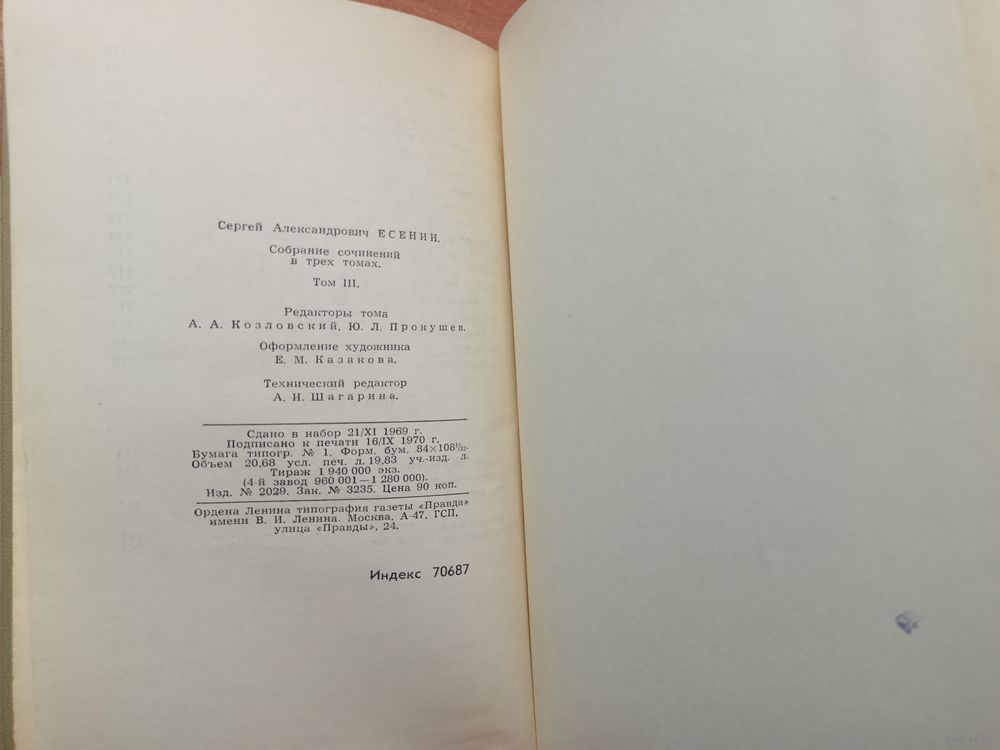 Сергей Александрович ЕСЕНИН.
Собрание сочинений
в трех томах.
Том III.
Редакторы тома
А. А. Козловский, Ю. Л. Прокушев.
Оформление художника
Е. М. Казакова.
Технический редактор
А. И. Шагарина.
Сдано в набор 21/XI 1969 г.
Подписано к печати 16/IX 1970 г.
Бумага типогр. № 1. Форм. бум. 84×108¹/₃₂.
Объем 20,68 усл. печ. л. 19,83 уч.-изд. л.
Тираж 1 940 000 экз.
(4-й завод 960 001—1 280 000).
Изд. № 2029. Зак. № 3235. Цена 90 коп.
Ордена Ленина типография газеты «Правда»
имени В. И. Ленина. Москва, А-47, ГСП,
улица «Правды», 24.
Индекс 70687